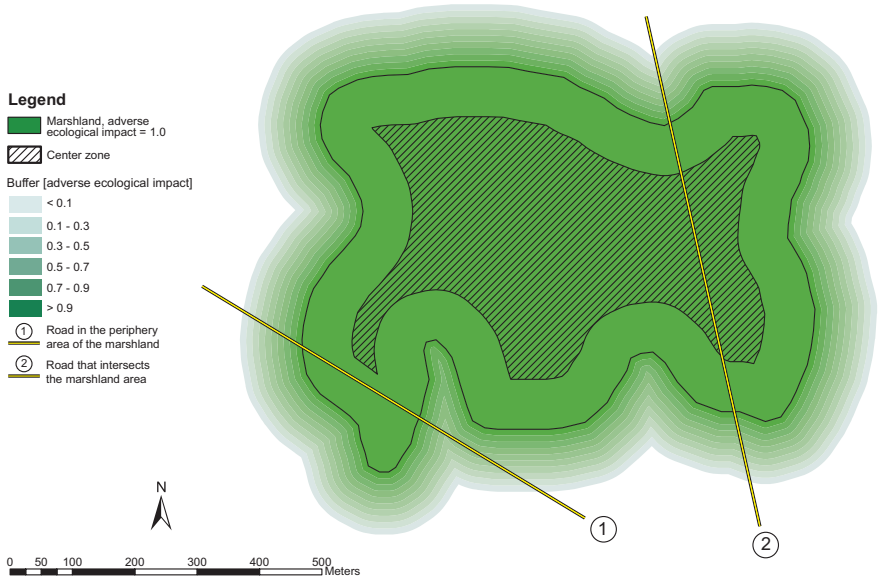 Legend
Marshland, adverse
ecological impact = 1.0
Center zone
Buffer [adverse ecological impact]
< 0.1
0.1 - 0.3
0.3 - 0.5
0.5 - 0.7
0.7 - 0.9
> 0.9
1 Road in the periphery
area of the marshland
2 Road that intersects
the marshland area
N
0 50 100 200 300 400 500
Meters
1
2